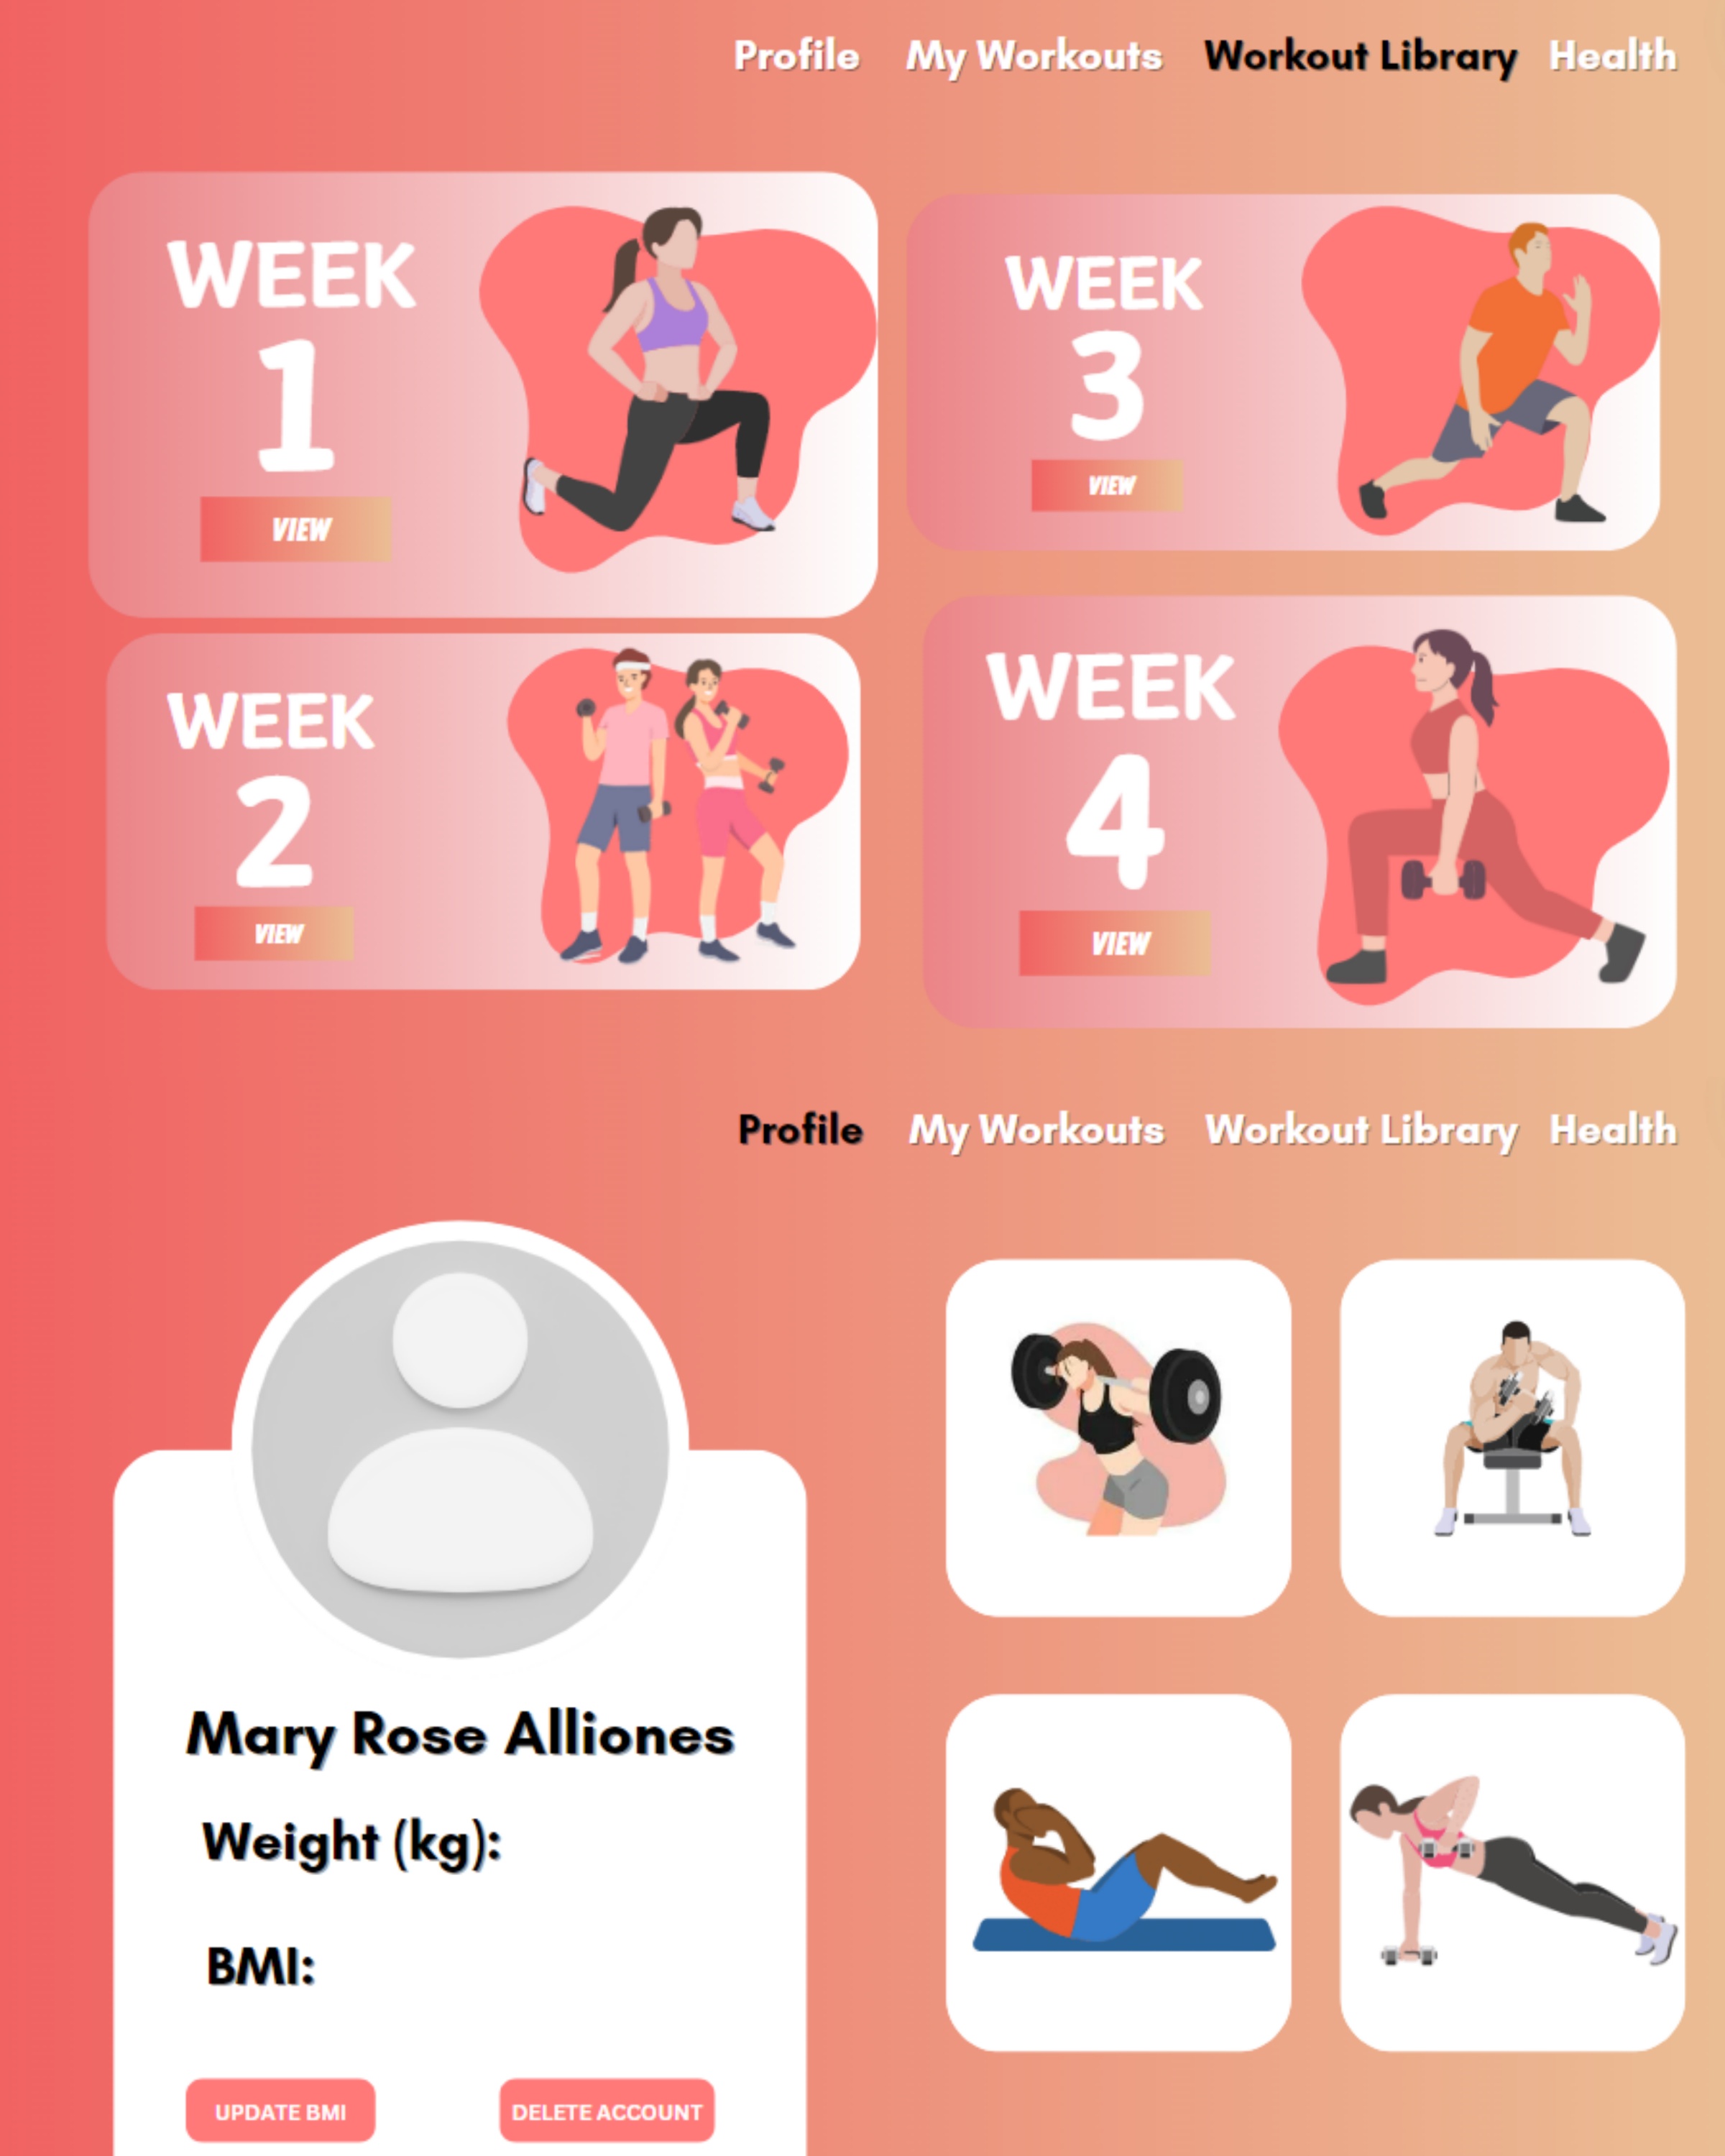 Profile My Workouts Workout Library Health
WEEK
1
VIEW
WEEK
3
VIEW
WEEK
2
VIEW
WEEK
4
VIEW
Profile My Workouts Workout Library Health
Mary Rose Alliones
Weight (kg):
BMI:
UPDATE BMI DELETE ACCOUNT